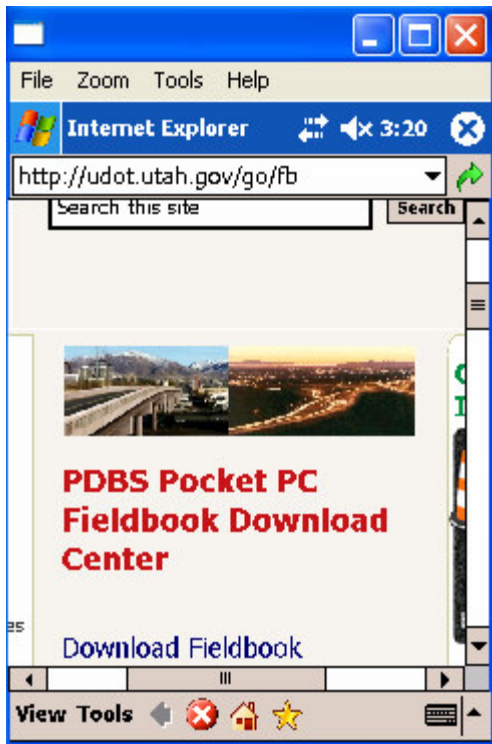 File Zoom Tools Help
Internet Explorer 3:20
http://udot.utah.gov/go/fb
Search this site Search
PDBS Pocket PC
Fieldbook Download
Center
es
Download Fieldbook
View Tools